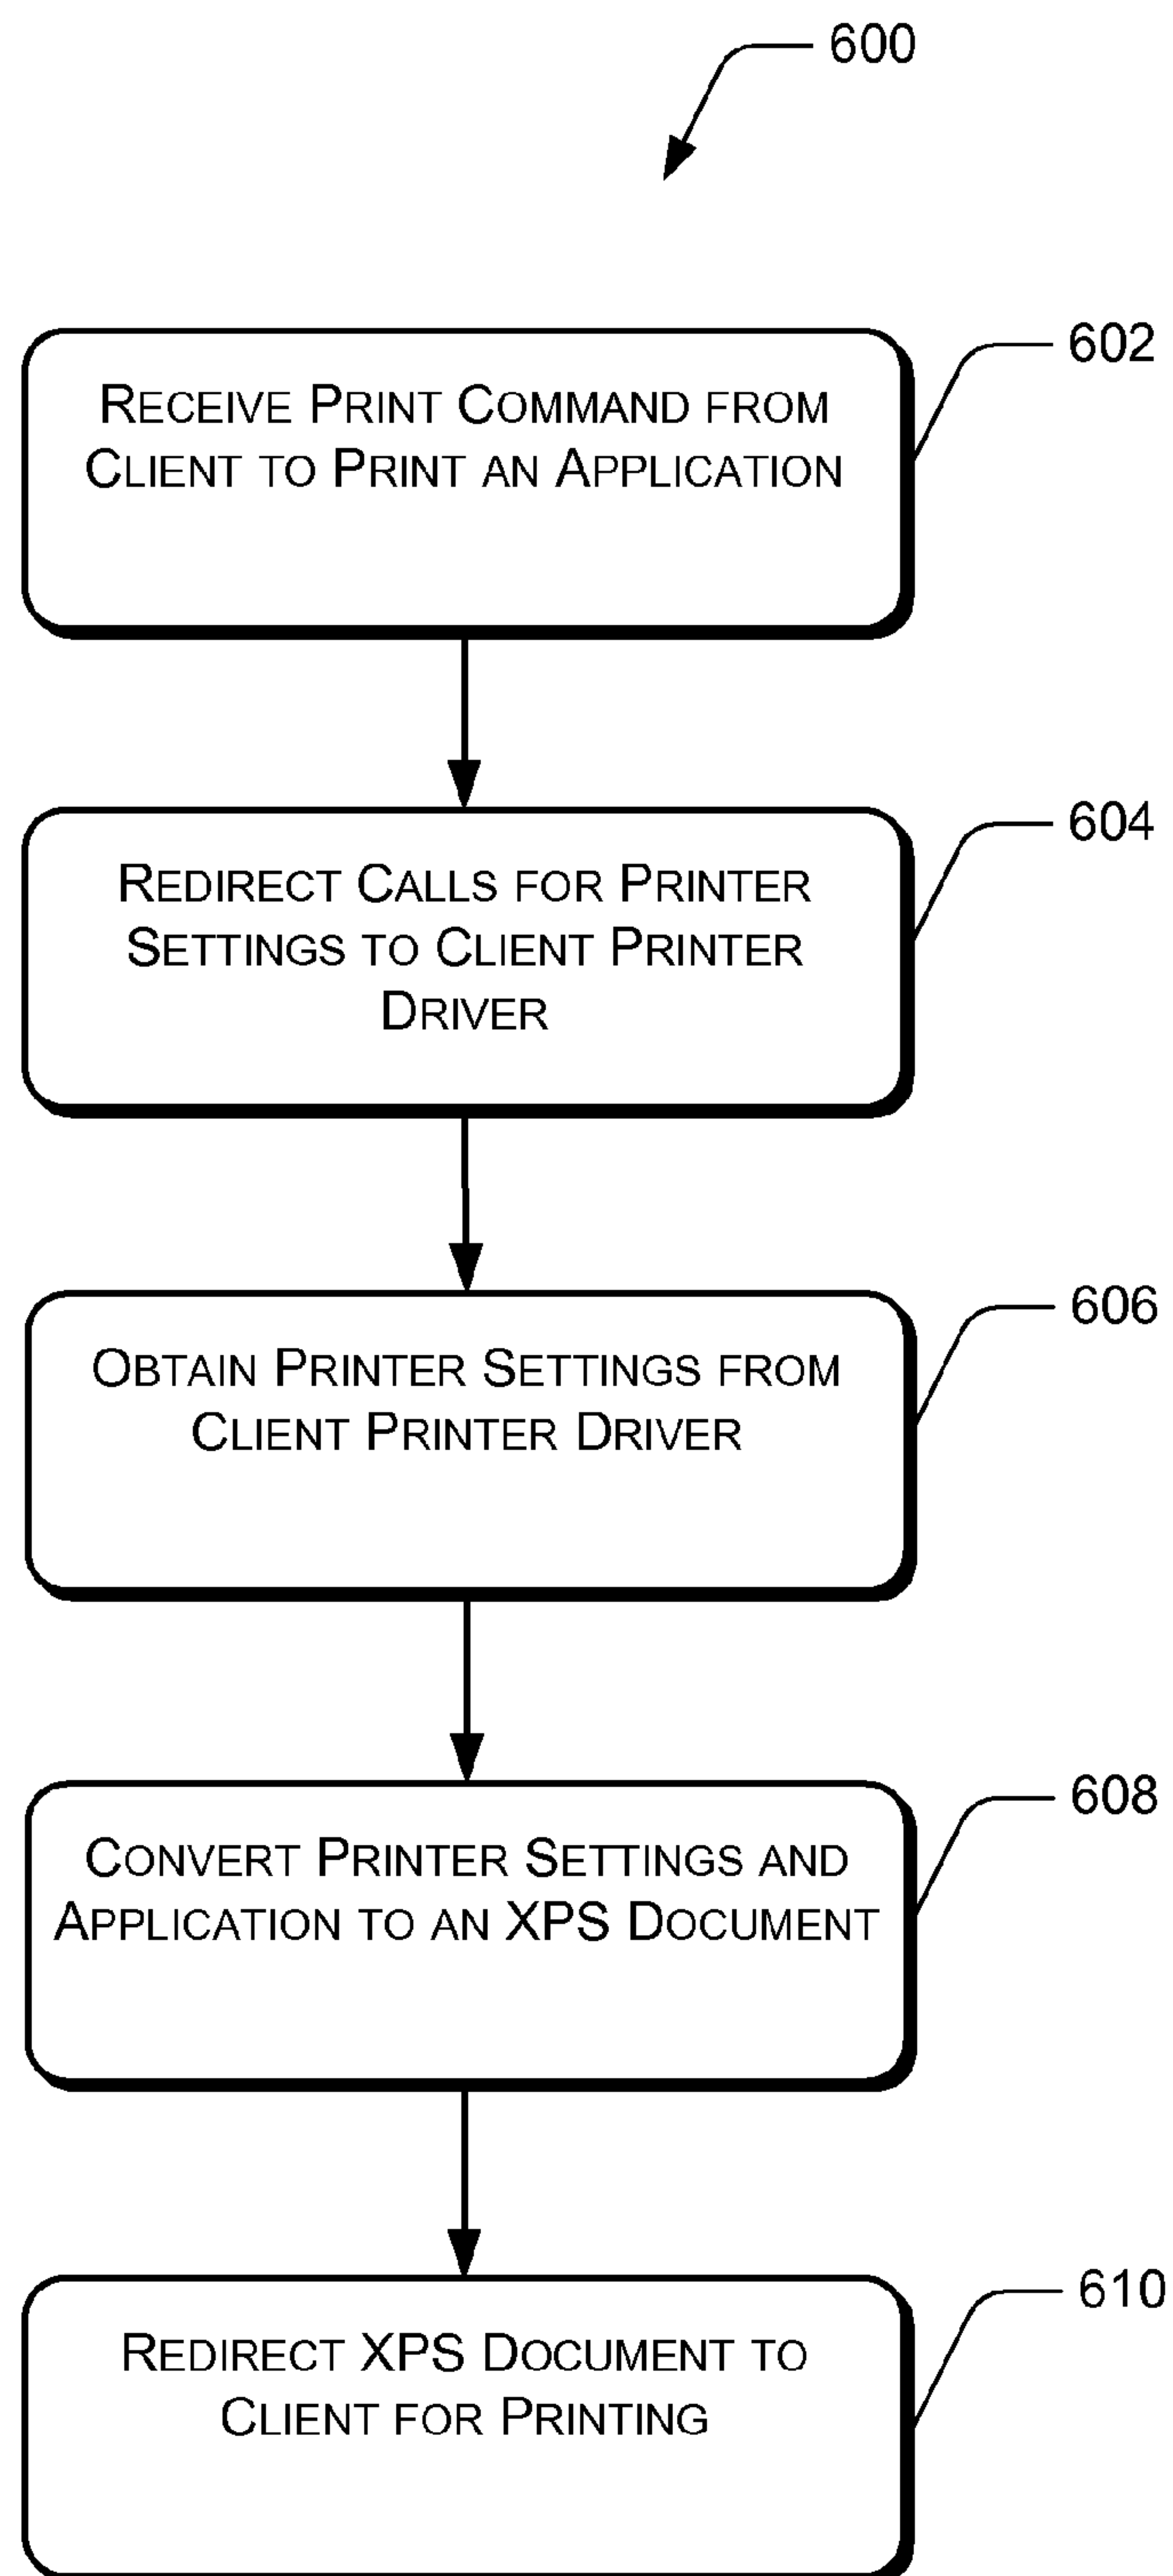 600
602
RECEIVE PRINT COMMAND FROM
CLIENT TO PRINT AN APPLICATION
604
REDIRECT CALLS FOR PRINTER
SETTINGS TO CLIENT PRINTER
DRIVER
606
OBTAIN PRINTER SETTINGS FROM
CLIENT PRINTER DRIVER
608
CONVERT PRINTER SETTINGS AND
APPLICATION TO AN XPS DOCUMENT
610
REDIRECT XPS DOCUMENT TO
CLIENT FOR PRINTING